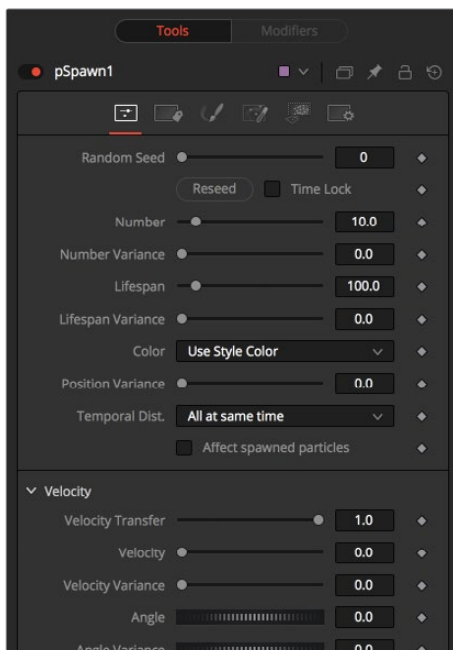 Tools Modifiers
pSpawn1
Random Seed 0
Reseed Time Lock
Number 10.0
Number Variance 0.0
Lifespan 100.0
Lifespan Variance 0.0
Color Use Style Color
Position Variance 0.0
Temporal Dist. All at same time
Affect spawned particles
Velocity
Velocity Transfer 1.0
Velocity 0.0
Velocity Variance 0.0
Angle 0.0
Angle Variance 0.0